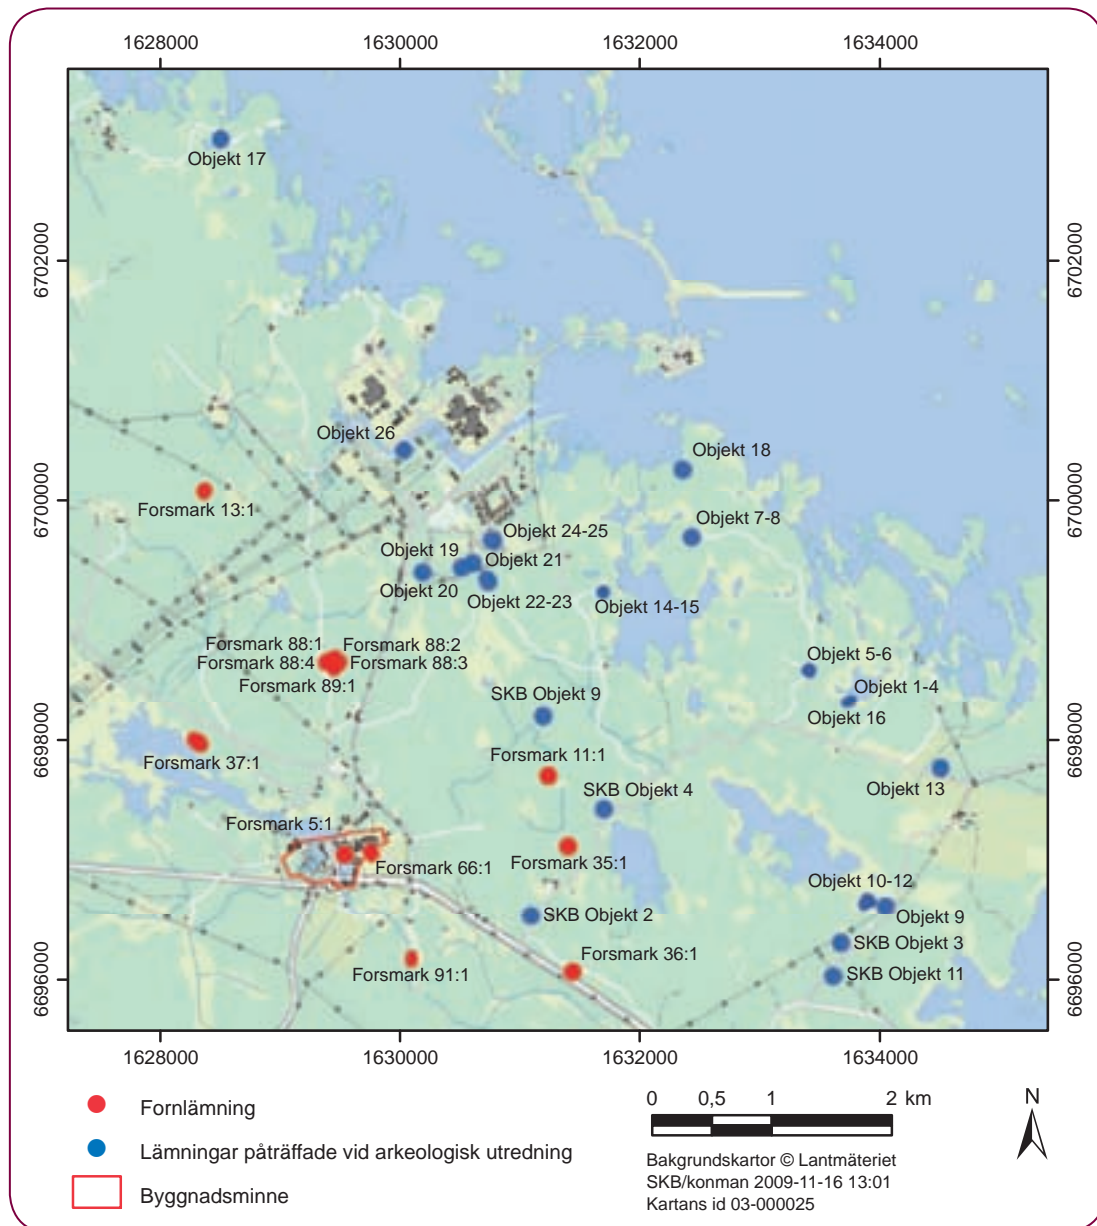 1628000
1630000
1632000
1634000
6702000
6702000
Objekt 17
Objekt 26
Objekt 18
Forsmark 13:1
6700000
6700000
Objekt 7-8
Objekt 24-25
Objekt 19
Objekt 21
Objekt 20
Objekt 22-23
Objekt 14-15
Forsmark 88:1
Forsmark 88:2
Forsmark 88:4
Forsmark 88:3
Forsmark 89:1
Objekt 5-6
Objekt 1-4
SKB Objekt 9
Objekt 16
6698000
6698000
Forsmark 37:1
Forsmark 11:1
Objekt 13
SKB Objekt 4
Forsmark 5:1
Forsmark 66:1
Forsmark 35:1
Objekt 10-12
SKB Objekt 2
Objekt 9
SKB Objekt 3
Forsmark 36:1
Forsmark 91:1
SKB Objekt 11
6696000
6696000
1628000
1630000
1632000
1634000
Fornlämning
Lämningar påträffade vid arkeologisk utredning
Byggnadsminne
0 0,5 1 2 km
N
Bakgrundskartor © Lantmäteriet
SKB/konman 2009-11-16 13:01
Kartans id 03-000025